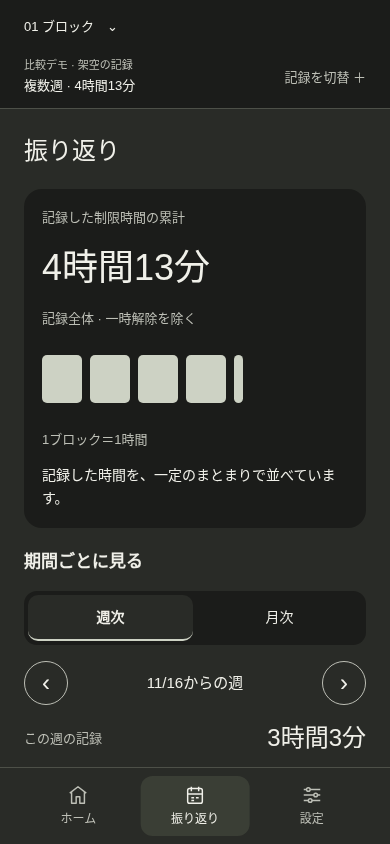 01 ブロック
比較デモ · 架空の記録
複数週 · 4時間13分
記録を切替 ＋
振り返り
記録した制限時間の累計
4時間13分
記録全体 · 一時解除を除く
1ブロック＝1時間
記録した時間を、一定のまとまりで並べていま
す。
期間ごとに見る
週次
月次
‹
11/16からの週
›
この週の記録
3時間3分
ホーム
振り返り
設定